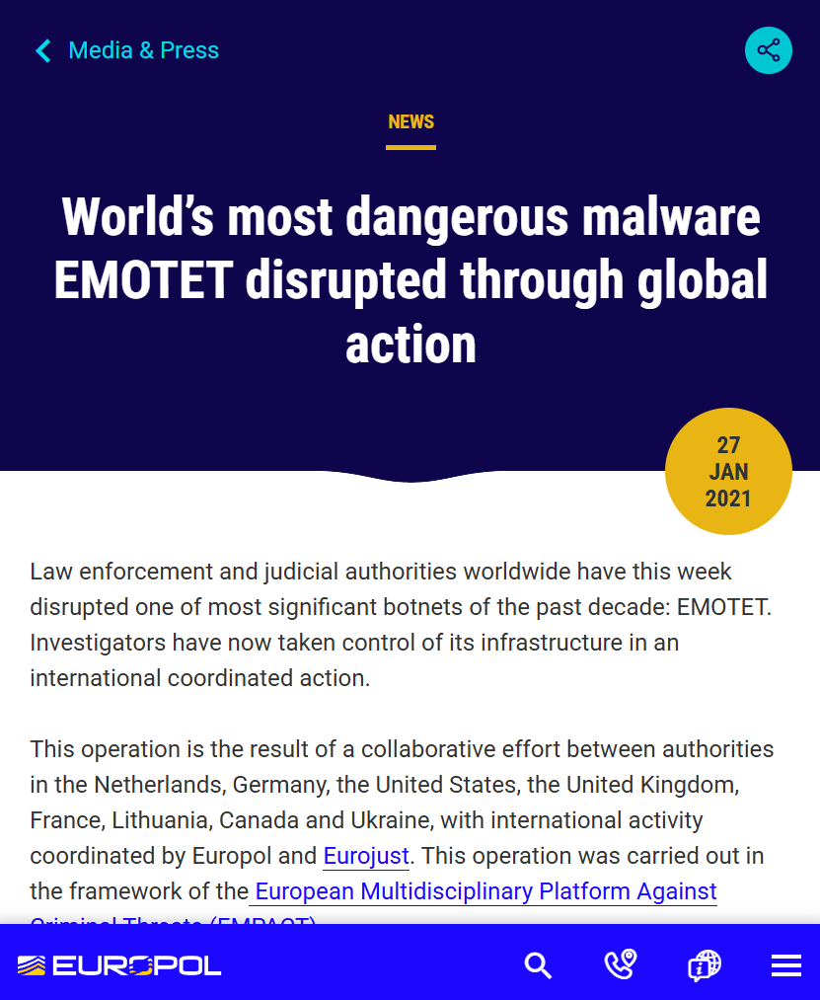 Media & Press
NEWS
World’s most dangerous malware
EMOTET disrupted through global
action
27
JAN
2021
Law enforcement and judicial authorities worldwide have this week
disrupted one of most significant botnets of the past decade: EMOTET.
Investigators have now taken control of its infrastructure in an
international coordinated action.
This operation is the result of a collaborative effort between authorities
in the Netherlands, Germany, the United States, the United Kingdom,
France, Lithuania, Canada and Ukraine, with international activity
coordinated by Europol and Eurojust. This operation was carried out in
the framework of the European Multidisciplinary Platform Against
Criminal Threats (EMPACT)
EUROPOL